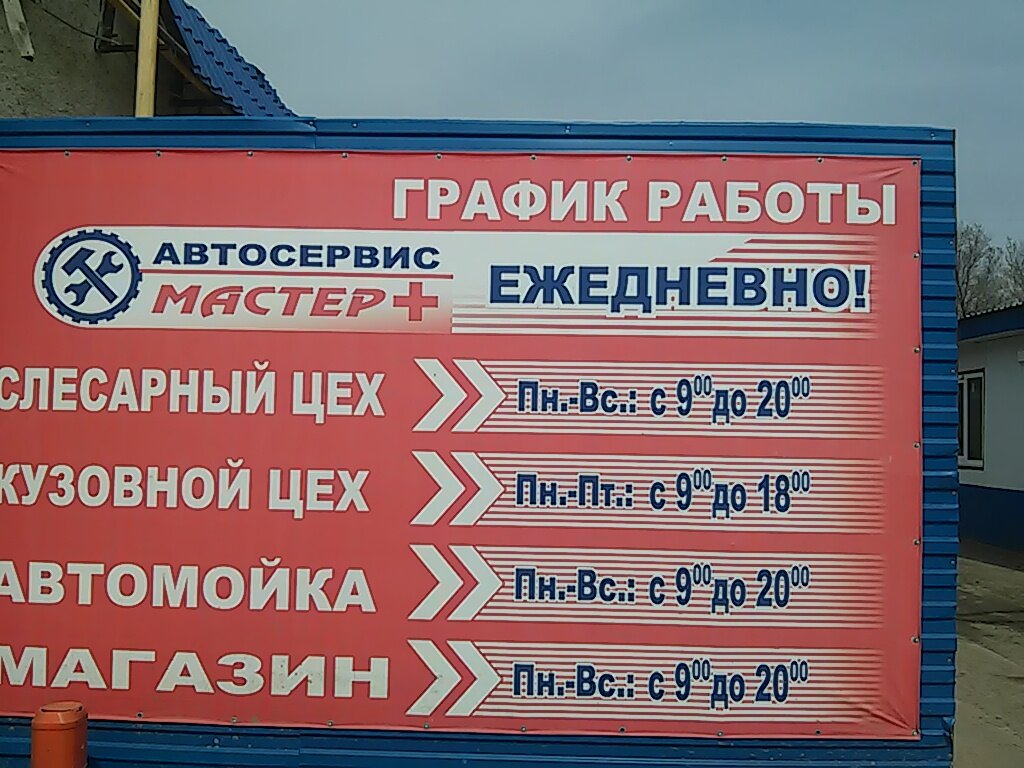 ГРАФИК РАБОТЫ
АВТОСЕРВИС
МАСТЕР+
ЕЖЕДНЕВНО!
СЛЕСАРНЫЙ ЦЕХ
Пн.-Вс.: с 9⁰⁰ до 20⁰⁰
КУЗОВНОЙ ЦЕХ
Пн.-Пт.: с 9⁰⁰ до 18⁰⁰
АВТОМОЙКА
Пн.-Вс.: с 9⁰⁰ до 20⁰⁰
МАГАЗИН
Пн.-Вс.: с 9⁰⁰ до 20⁰⁰